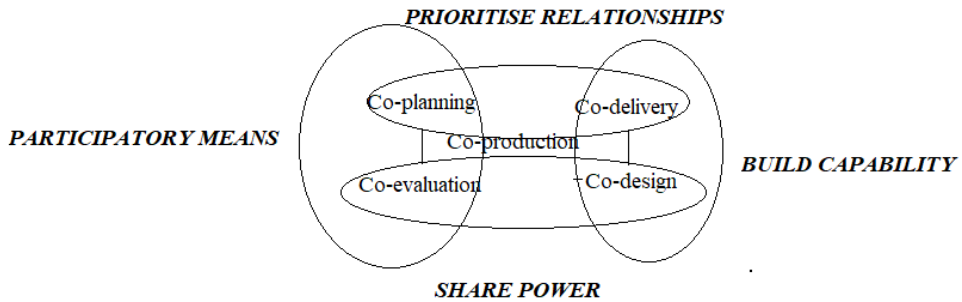 PRIORITISE RELATIONSHIPS
Co-planning
Co-delivery
PARTICIPATORY MEANS
Co-production
BUILD CAPABILITY
Co-evaluation
Co-design
SHARE POWER